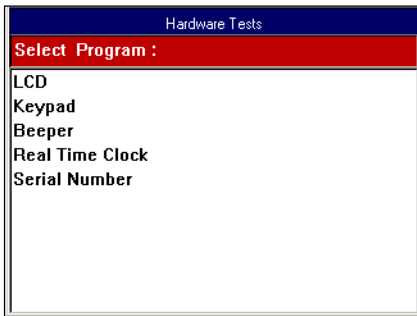 Hardware Tests
Select Program :
LCD
Keypad
Beeper
Real Time Clock
Serial Number